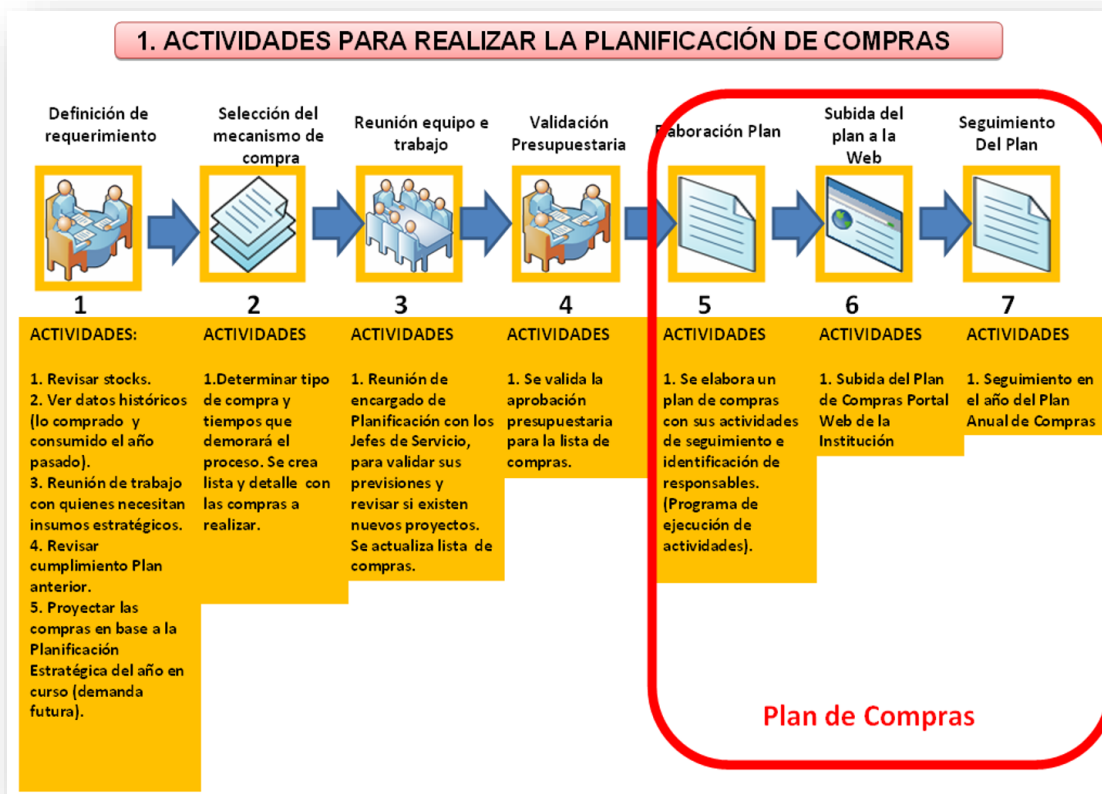 1. ACTIVIDADES PARA REALIZAR LA PLANIFICACIÓN DE COMPRAS
Definición de
requerimiento
Selección del
mecanismo de
compra
Reunión equipo e
trabajo
Validación
Presupuestaria
Elaboración Plan
Subida del
plan a la
Web
Seguimiento
Del Plan
1
2
3
4
5
6
7
ACTIVIDADES:
1. Revisar stocks.
2. Ver datos históricos
(lo comprado y
consumido el año
pasado).
3. Reunión de trabajo
con quienes necesitan
insumos estratégicos.
4. Revisar
cumplimiento Plan
anterior.
5. Proyectar las
compras en base a la
Planificación
Estratégica del año en
curso (demanda
futura).
ACTIVIDADES
1.Determinar tipo
de compra y
tiempos que
demorará el
proceso. Se crea
lista y detalle con
las compras a
realizar.
ACTIVIDADES
1. Reunión de
encargado de
Planificación con los
Jefes de Servicio,
para validar sus
previsiones y
revisar si existen
nuevos proyectos.
Se actualiza lista de
compras.
ACTIVIDADES
1. Se valida la
aprobación
presupuestaria
para la lista de
compras.
ACTIVIDADES
1. Se elabora un
plan de compras
con sus actividades
de seguimiento e
identificación de
responsables.
(Programa de
ejecución de
actividades).
ACTIVIDADES
1. Subida del Plan
de Compras Portal
Web de la
Institución
ACTIVIDADES
1. Seguimiento en
el año del Plan
Anual de Compras
Plan de Compras